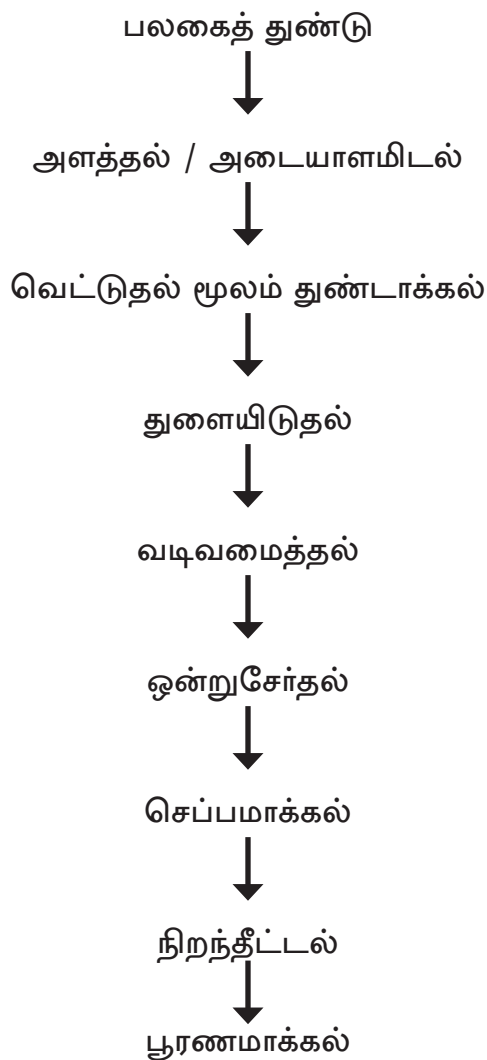 பலகைத் துண்டு
அளத்தல் / அடையாளமிடல்
வெட்டுதல் மூலம் துண்டாக்கல்
துளையிடுதல்
வடிவமைத்தல்
ஒன்றுசேர்தல்
செப்பமாக்கல்
நிறந்தீட்டல்
பூரணமாக்கல்